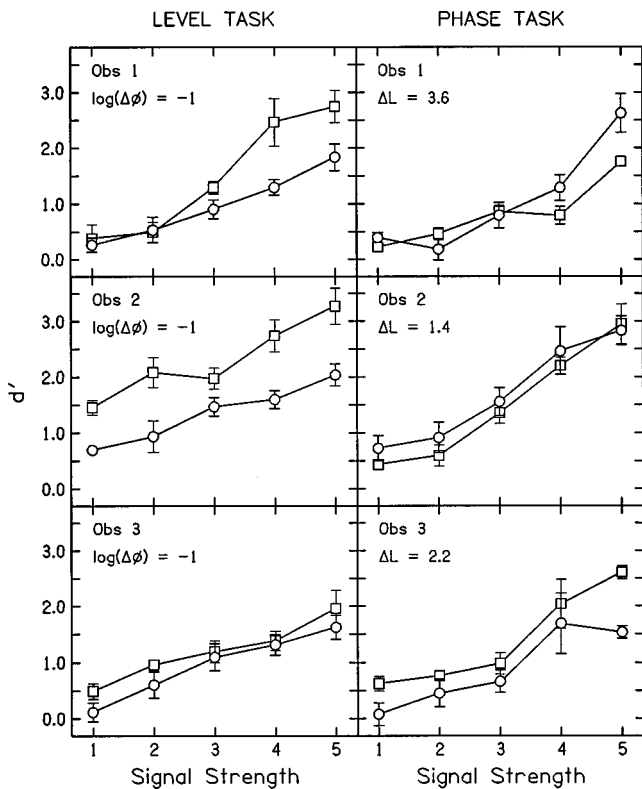 LEVEL TASK PHASE TASK
Obs 1
log(Δϕ) = −1
Obs 1
ΔL = 3.6
3.0
2.0
1.0
0.0
Obs 2
log(Δϕ) = −1
Obs 2
ΔL = 1.4
3.0
2.0
1.0
0.0
d′
Obs 3
log(Δϕ) = −1
Obs 3
ΔL = 2.2
3.0
2.0
1.0
0.0
1 2 3 4 5 1 2 3 4 5
Signal Strength Signal Strength